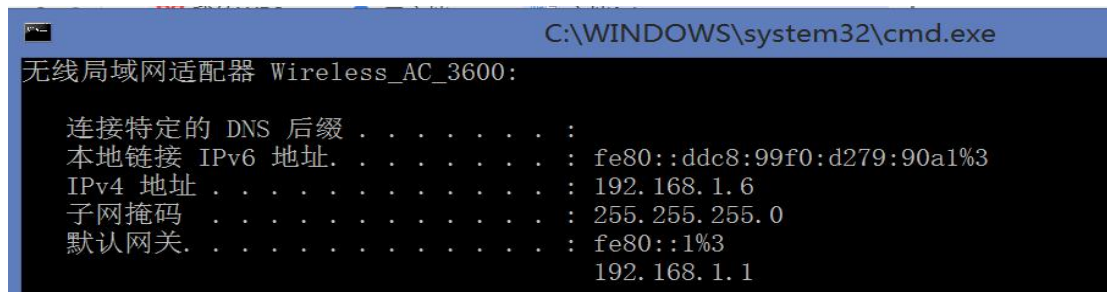 C:\WINDOWS\system32\cmd.exe
无线局域网适配器 Wireless_AC_3600:
连接特定的 DNS 后缀 . . . . . . . :
本地链接 IPv6 地址. . . . . . . . : fe80::ddc8:99f0:d279:90a1%3
IPv4 地址 . . . . . . . . . . . . : 192.168.1.6
子网掩码 . . . . . . . . . . . . : 255.255.255.0
默认网关. . . . . . . . . . . . . : fe80::1%3
192.168.1.1